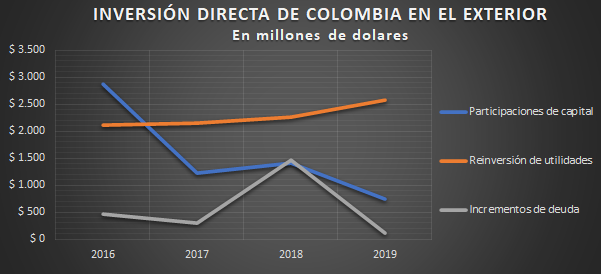 INVERSIÓN DIRECTA DE COLOMBIA EN EL EXTERIOR
En millones de dolares
$ 3.500
$ 3.000
$ 2.500
$ 2.000
$ 1.500
$ 1.000
$ 500
$ 0
2016 2017 2018 2019
Participaciones de capital
Reinversión de utilidades
Incrementos de deuda